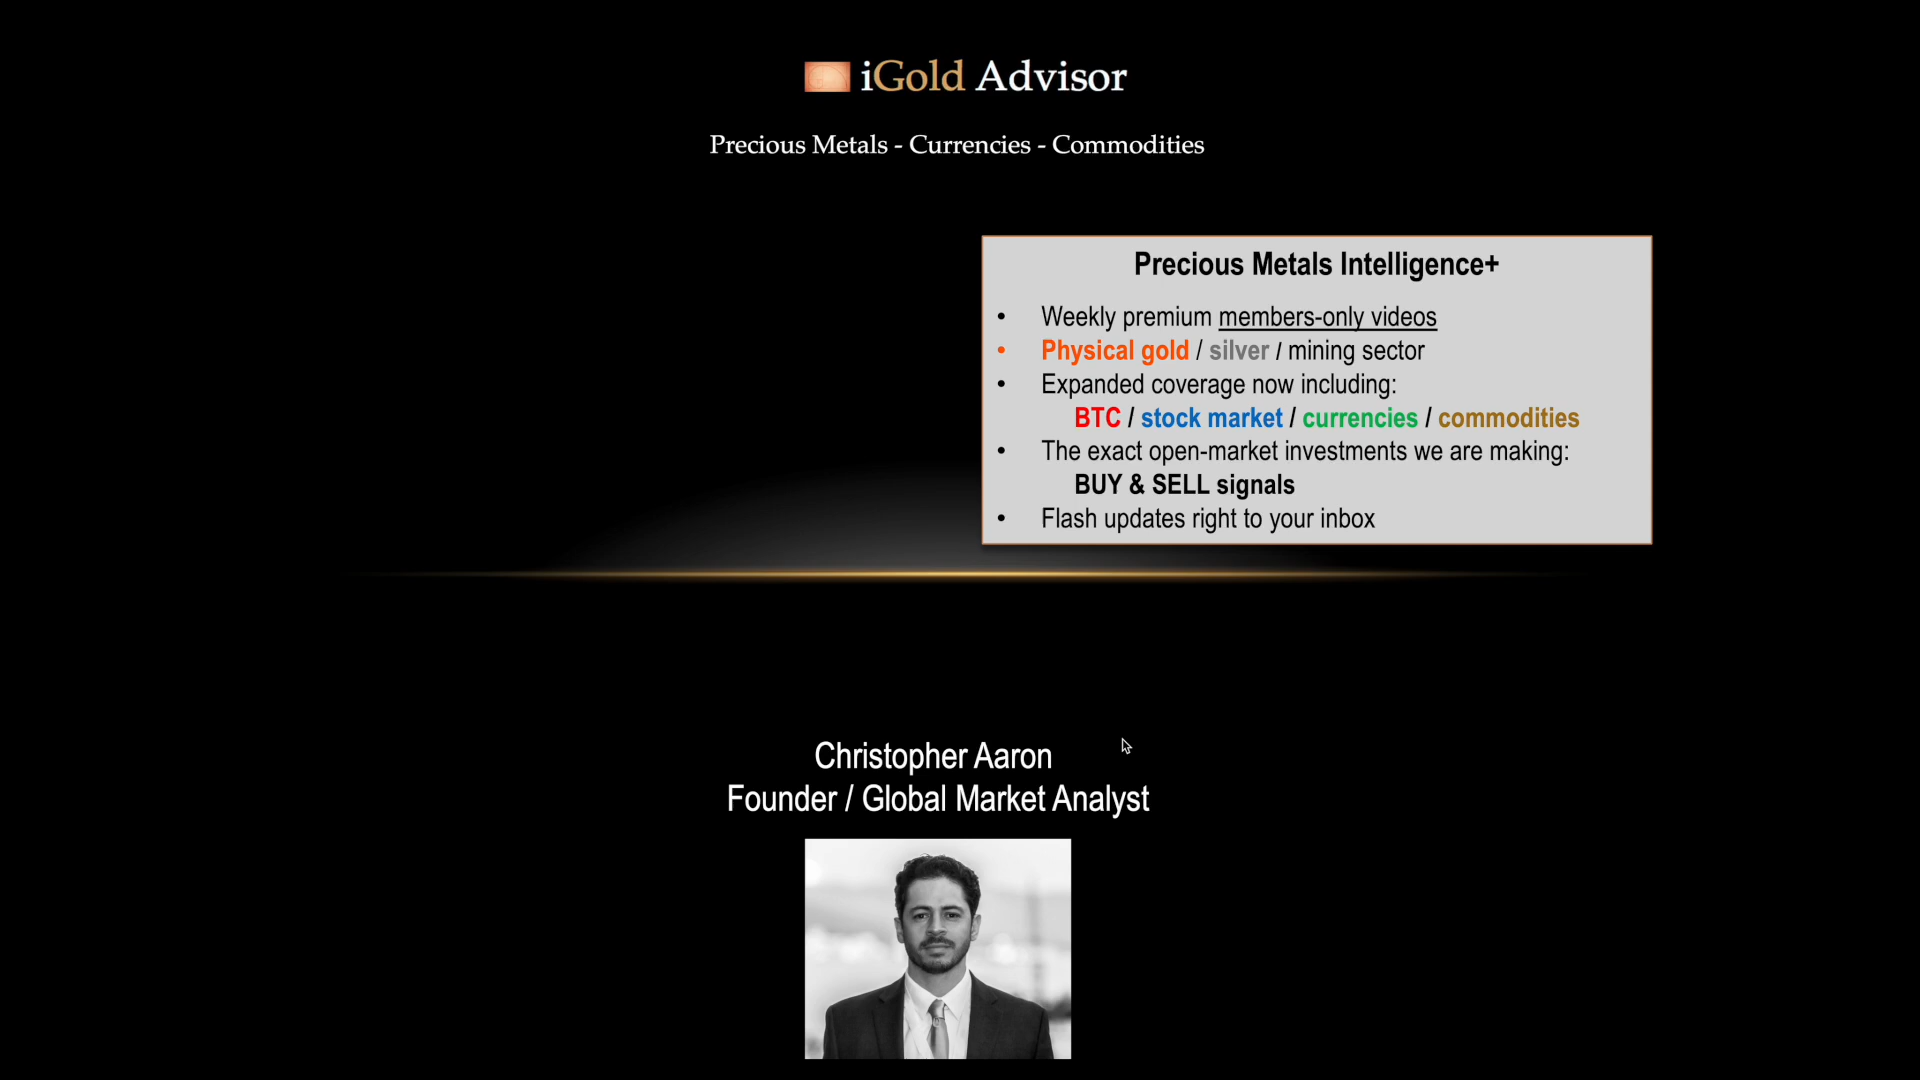 iGold Advisor
Precious Metals - Currencies - Commodities
Precious Metals Intelligence+
• Weekly premium members-only videos
• Physical gold / silver / mining sector
• Expanded coverage now including:
BTC / stock market / currencies / commodities
• The exact open-market investments we are making:
BUY & SELL signals
• Flash updates right to your inbox
Christopher Aaron
Founder / Global Market Analyst